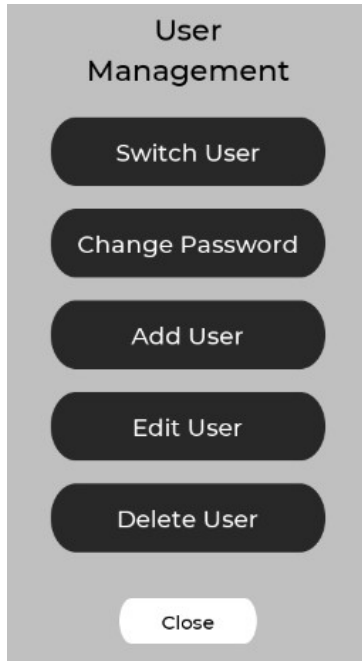 User
Management
Switch User
Change Password
Add User
Edit User
Delete User
Close